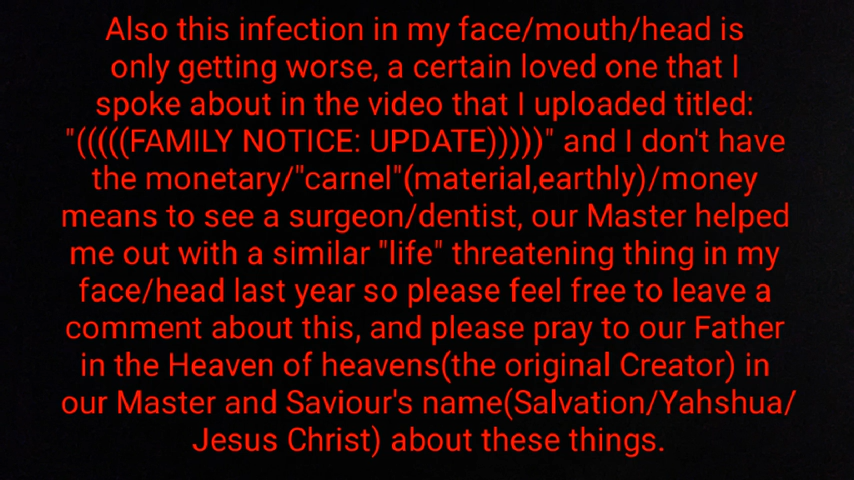 Also this infection in my face/mouth/head is
only getting worse, a certain loved one that I
spoke about in the video that I uploaded titled:
"(((((FAMILY NOTICE: UPDATE)))))" and I don't have
the monetary/"carnel"(material,earthly)/money
means to see a surgeon/dentist, our Master helped
me out with a similar "life" threatening thing in my
face/head last year so please feel free to leave a
comment about this, and please pray to our Father
in the Heaven of heavens(the original Creator) in
our Master and Saviour's name(Salvation/Yahshua/
Jesus Christ) about these things.